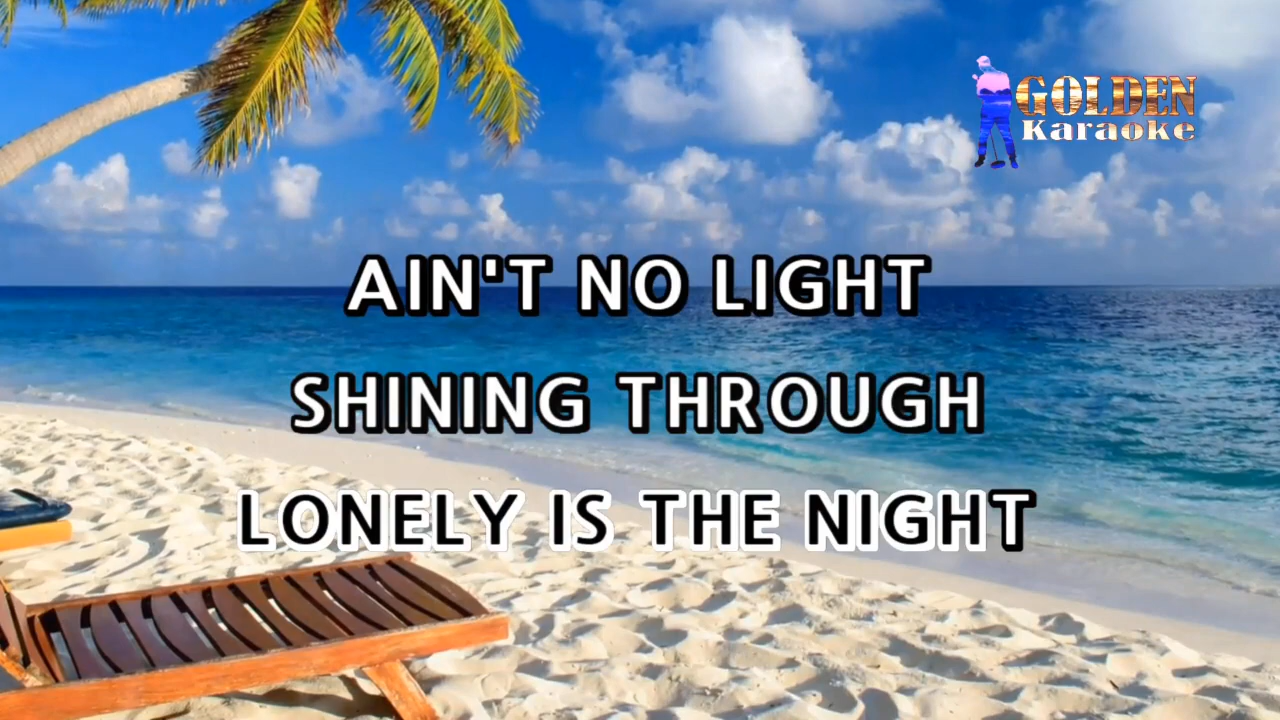 GOLDEN
Karaoke
AIN'T NO LIGHT
SHINING THROUGH
LONELY IS THE NIGHT